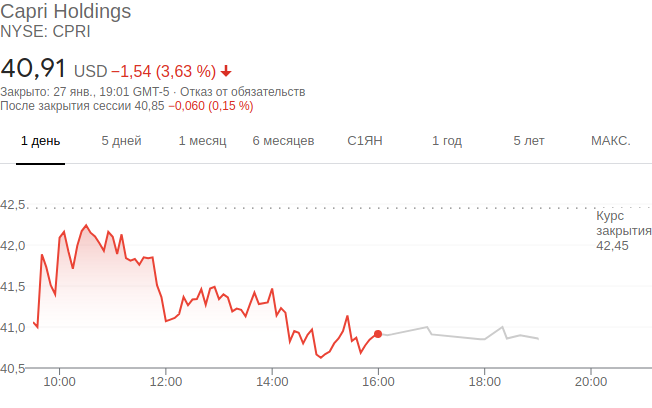 Capri Holdings
NYSE: CPRI
40,91 USD −1,54 (3,63 %)
Закрыто: 27 янв., 19:01 GMT-5 · Отказ от обязательств
После закрытия сессии 40,85 −0,060 (0,15 %)
1 день 5 дней 1 месяц 6 месяцев С1ЯН 1 год 5 лет МАКС.
42,5
Курс
закрытия
42,45
42,0
41,5
41,0
40,5
10:00 12:00 14:00 16:00 18:00 20:00